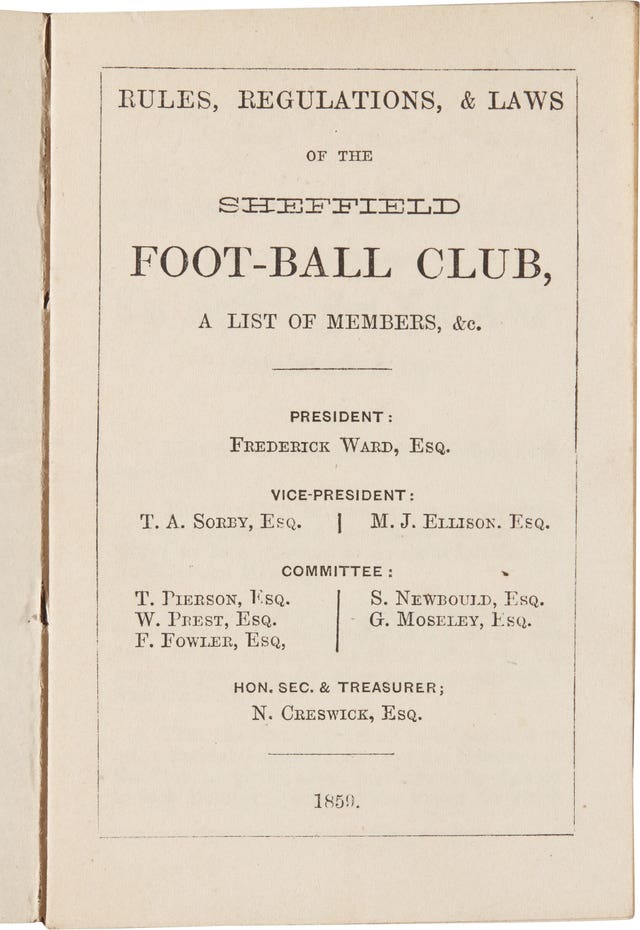 RULES, REGULATIONS, & LAWS
OF THE
SHEFFIELD
FOOT-BALL CLUB,
A LIST OF MEMBERS, &c.
PRESIDENT:
FREDERICK WARD, ESQ.
VICE-PRESIDENT:
T. A. SORBY, ESQ. | M. J. ELLISON. ESQ.
COMMITTEE:
T. PIERSON, ESQ. S. NEWBOULD, ESQ.
W. PREST, ESQ. G. MOSELEY, ESQ.
F. FOWLER, ESQ,
HON. SEC. & TREASURER;
N. CRESWICK, ESQ.
1859.